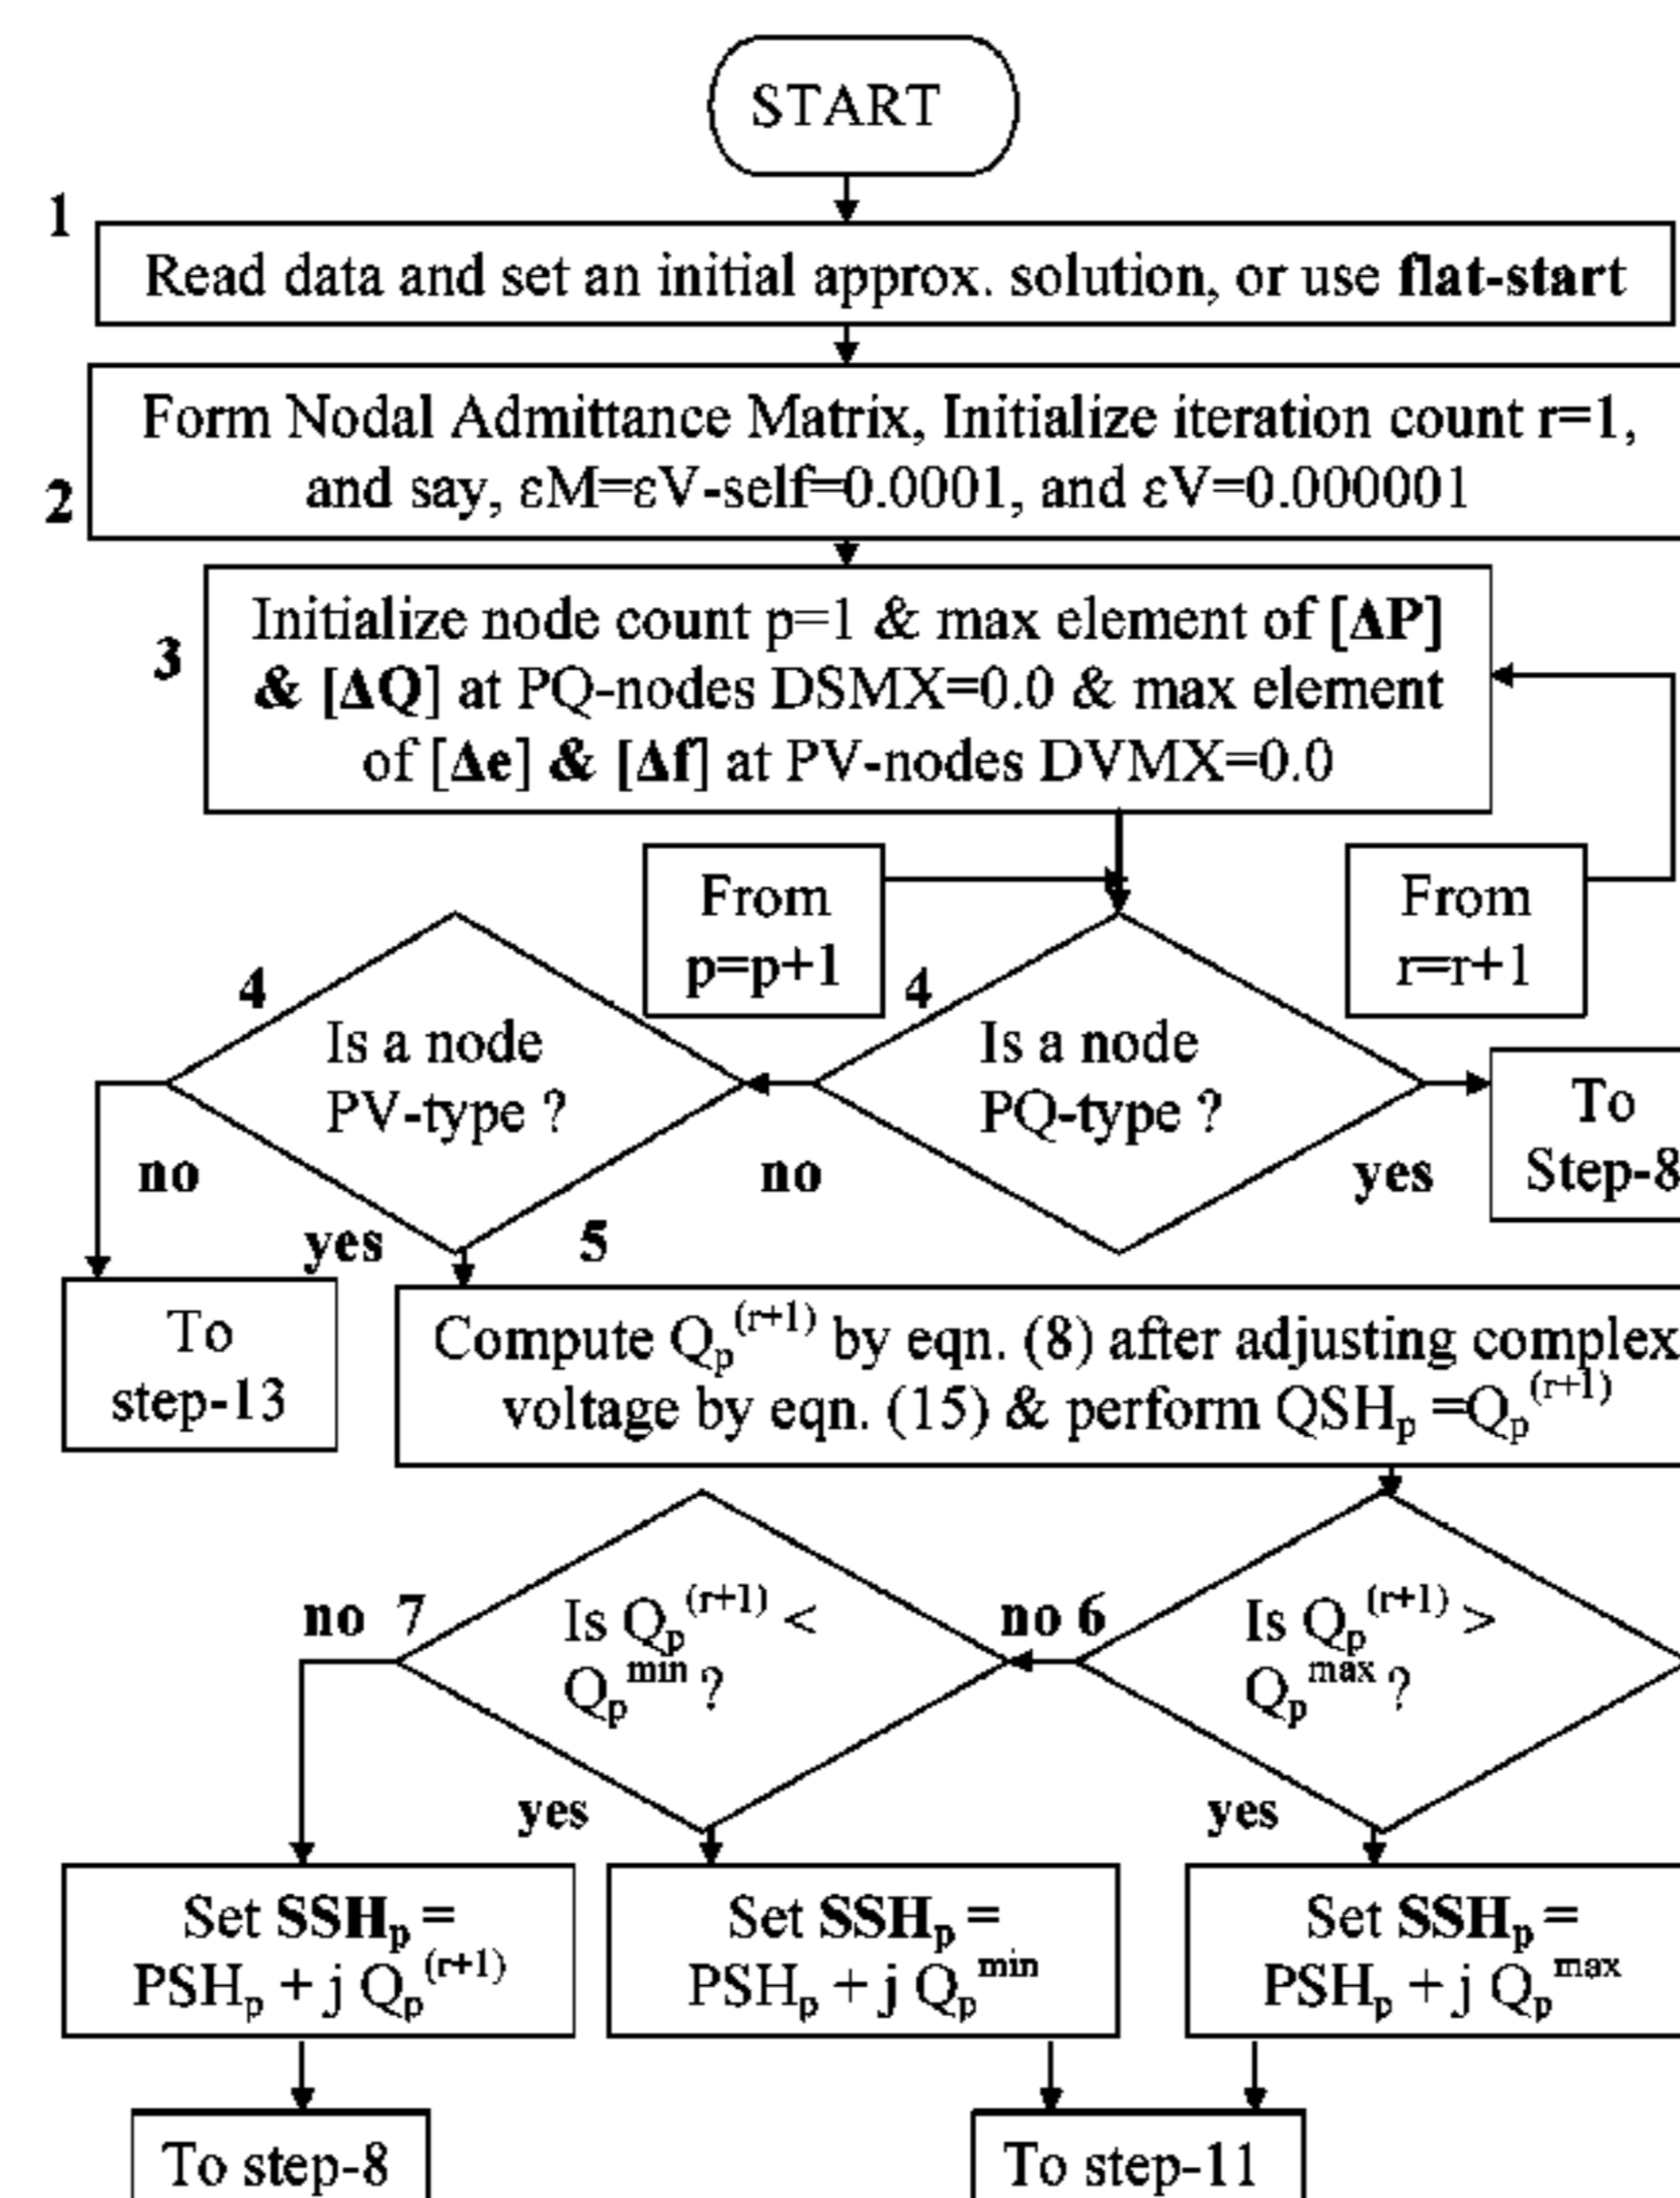 START
1
Read data and set an initial approx. solution, or use flat-start
Form Nodal Admittance Matrix, Initialize iteration count r=1,
and say, εM=εV-self=0.0001, and εV=0.000001
2
Initialize node count p=1 & max element of [ΔP]
3
& [ΔQ] at PQ-nodes DSMX=0.0 & max element
of [Δe] & [Δf] at PV-nodes DVMX=0.0
From
p=p+1
From
r=r+1
4
Is a node
PV-type ?
4
Is a node
PQ-type ?
To
Step-8
no
yes
no
yes
5
To
step-13
Compute Qp(r+1) by eqn. (8) after adjusting complex
voltage by eqn. (15) & perform QSHp =Qp(r+1)
no 7
Is Qp(r+1) <
Qpmin ?
no 6
Is Qp(r+1) >
Qpmax ?
yes
yes
Set SSHp =
PSHp + j Qp(r+1)
Set SSHp =
PSHp + j Qpmin
Set SSHp =
PSHp + j Qpmax
To step-8
To step-11